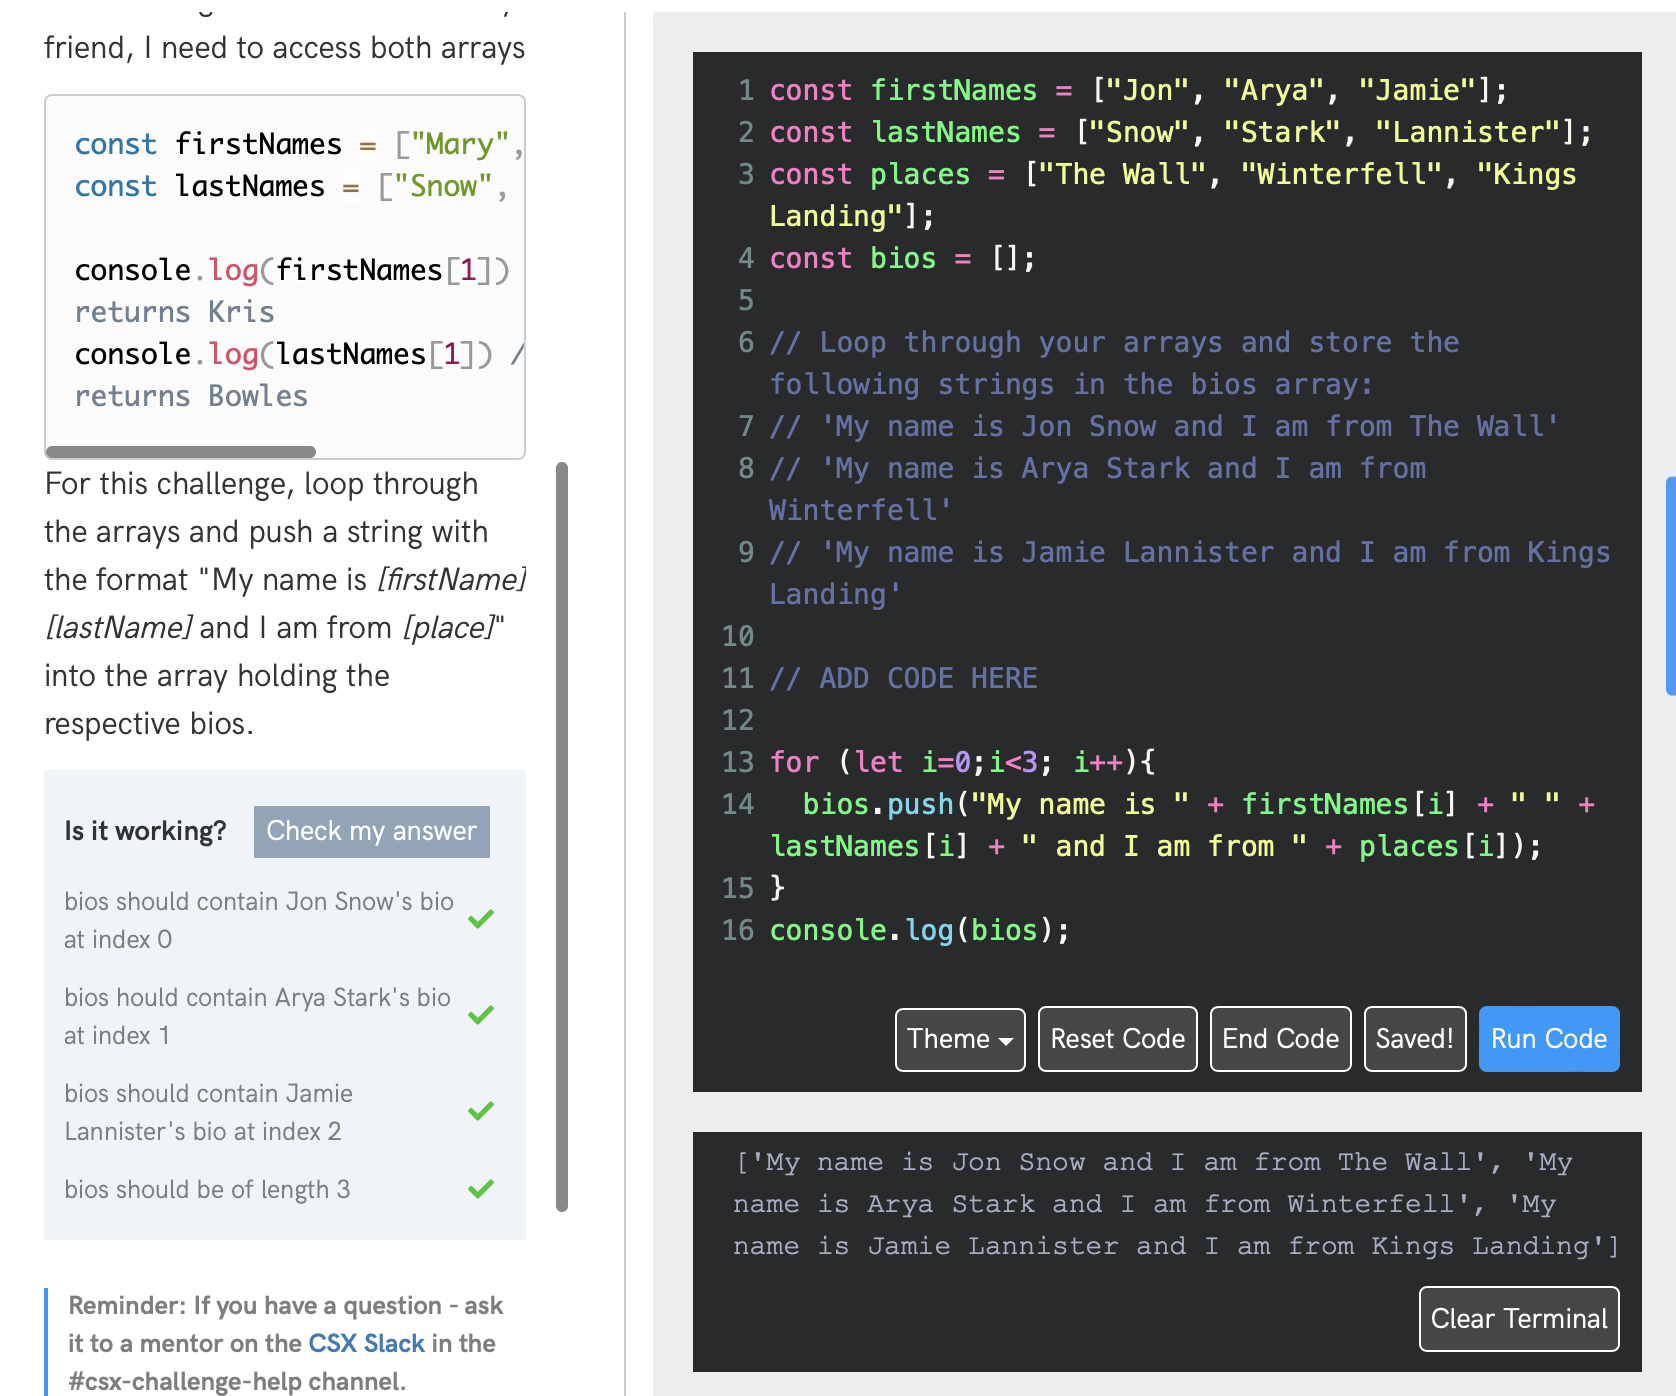 friend, I need to access both arrays
const firstNames = ["Mary",
const lastNames = ["Snow",
console.log(firstNames[1])
returns Kris
console.log(lastNames[1]) /
returns Bowles
For this challenge, loop through
the arrays and push a string with
the format "My name is [firstName]
[lastName] and I am from [place]"
into the array holding the
respective bios.
Is it working? Check my answer
bios should contain Jon Snow's bio
at index 0
bios hould contain Arya Stark's bio
at index 1
bios should contain Jamie
Lannister's bio at index 2
bios should be of length 3
Reminder: If you have a question - ask
it to a mentor on the CSX Slack in the
#csx-challenge-help channel.
1 const firstNames = ["Jon", "Arya", "Jamie"];
2 const lastNames = ["Snow", "Stark", "Lannister"];
3 const places = ["The Wall", "Winterfell", "Kings
Landing"];
4 const bios = [];
5
6 // Loop through your arrays and store the
following strings in the bios array:
7 // 'My name is Jon Snow and I am from The Wall'
8 // 'My name is Arya Stark and I am from
Winterfell'
9 // 'My name is Jamie Lannister and I am from Kings
Landing'
10
11 // ADD CODE HERE
12
13 for (let i=0;i<3; i++){
14   bios.push("My name is " + firstNames[i] + " " +
lastNames[i] + " and I am from " + places[i]);
15 }
16 console.log(bios);
Theme Reset Code End Code Saved! Run Code
['My name is Jon Snow and I am from The Wall', 'My
name is Arya Stark and I am from Winterfell', 'My
name is Jamie Lannister and I am from Kings Landing']
Clear Terminal